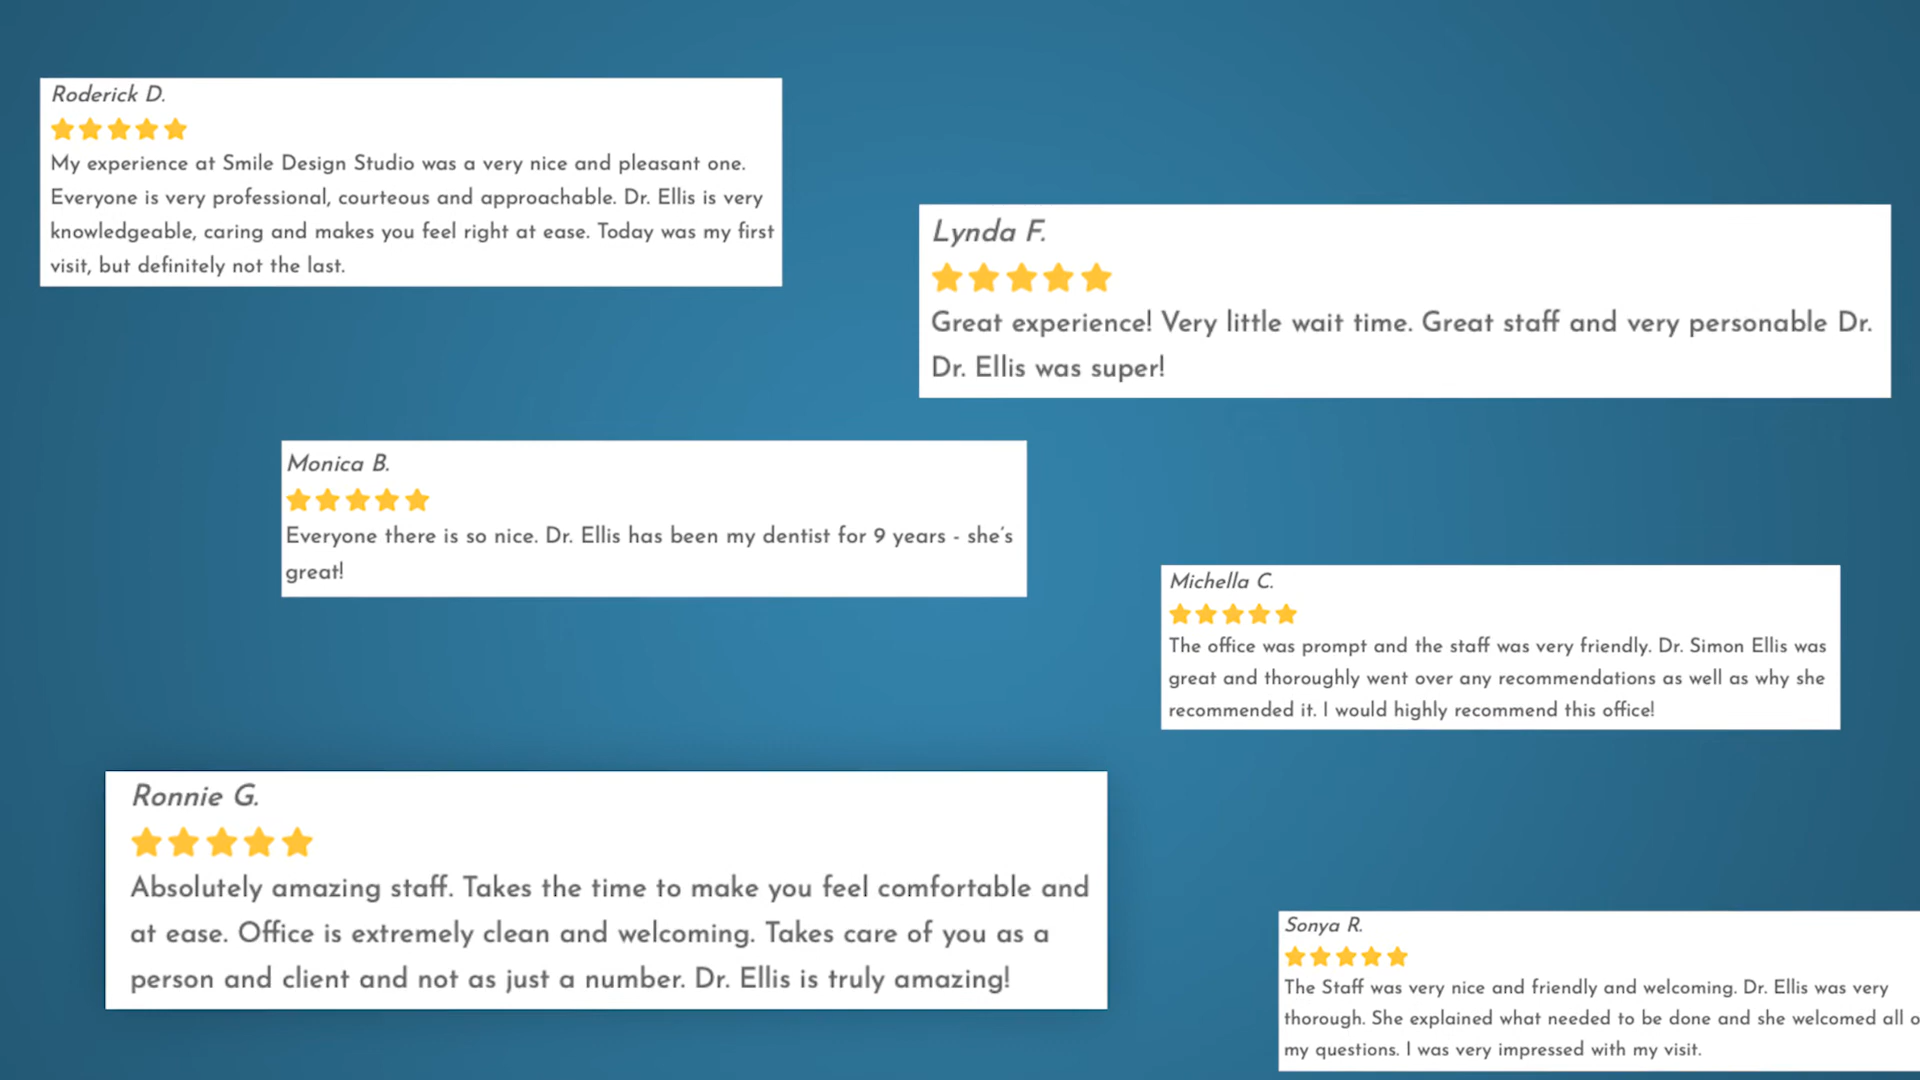 Roderick D.
My experience at Smile Design Studio was a very nice and pleasant one.
Everyone is very professional, courteous and approachable. Dr. Ellis is very
knowledgeable, caring and makes you feel right at ease. Today was my first
visit, but definitely not the last.
Lynda F.
Great experience! Very little wait time. Great staff and very personable Dr.
Dr. Ellis was super!
Monica B.
Everyone there is so nice. Dr. Ellis has been my dentist for 9 years - she's
great!
Michella C.
The office was prompt and the staff was very friendly. Dr. Simon Ellis was
great and thoroughly went over any recommendations as well as why she
recommended it. I would highly recommend this office!
Ronnie G.
Absolutely amazing staff. Takes the time to make you feel comfortable and
at ease. Office is extremely clean and welcoming. Takes care of you as a
person and client and not as just a number. Dr. Ellis is truly amazing!
Sonya R.
The Staff was very nice and friendly and welcoming. Dr. Ellis was very
thorough. She explained what needed to be done and she welcomed all
my questions. I was very impressed with my visit.